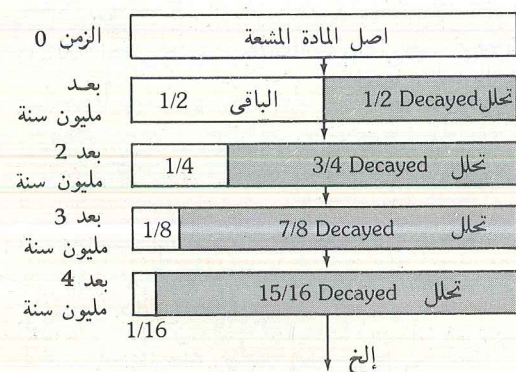 الزمن 0
اصل المادة المشعة
بعد
مليون سنة
1/2 الباقى
تحلل 1/2 Decayed
بعد 2
مليون سنة
1/4
3/4 Decayed تحلل
بعد 3
مليون سنة
1/8
7/8 Decayed تحلل
بعد 4
مليون سنة
15/16 Decayed تحلل
1/16
إلخ